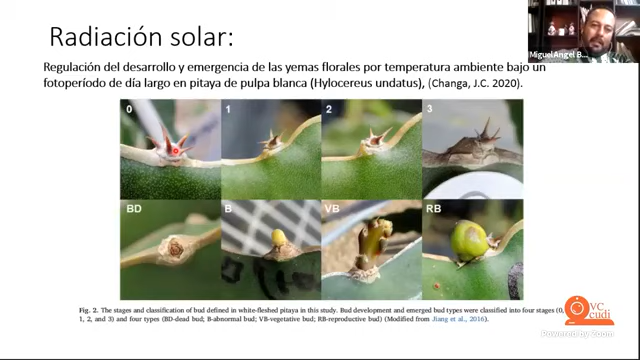 Radiación solar:
Miguel Angel B...
Regulación del desarrollo y emergencia de las yemas florales por temperatura ambiente bajo un
fotoperíodo de día largo en pitaya de pulpa blanca (Hylocereus undatus), (Changa, J.C. 2020).
0 1 2 3
BD B VB RB
Fig. 2. The stages and classification of bud defined in white-fleshed pitaya in this study. Bud development and emerged bud types were classified into four stages (0,
1, 2, and 3) and four types (BD-dead bud; B-abnormal bud; VB-vegetative bud; RB-reproductive bud) (Modified from Jiang et al., 2016).
VC
cudi
Powered by Zoom